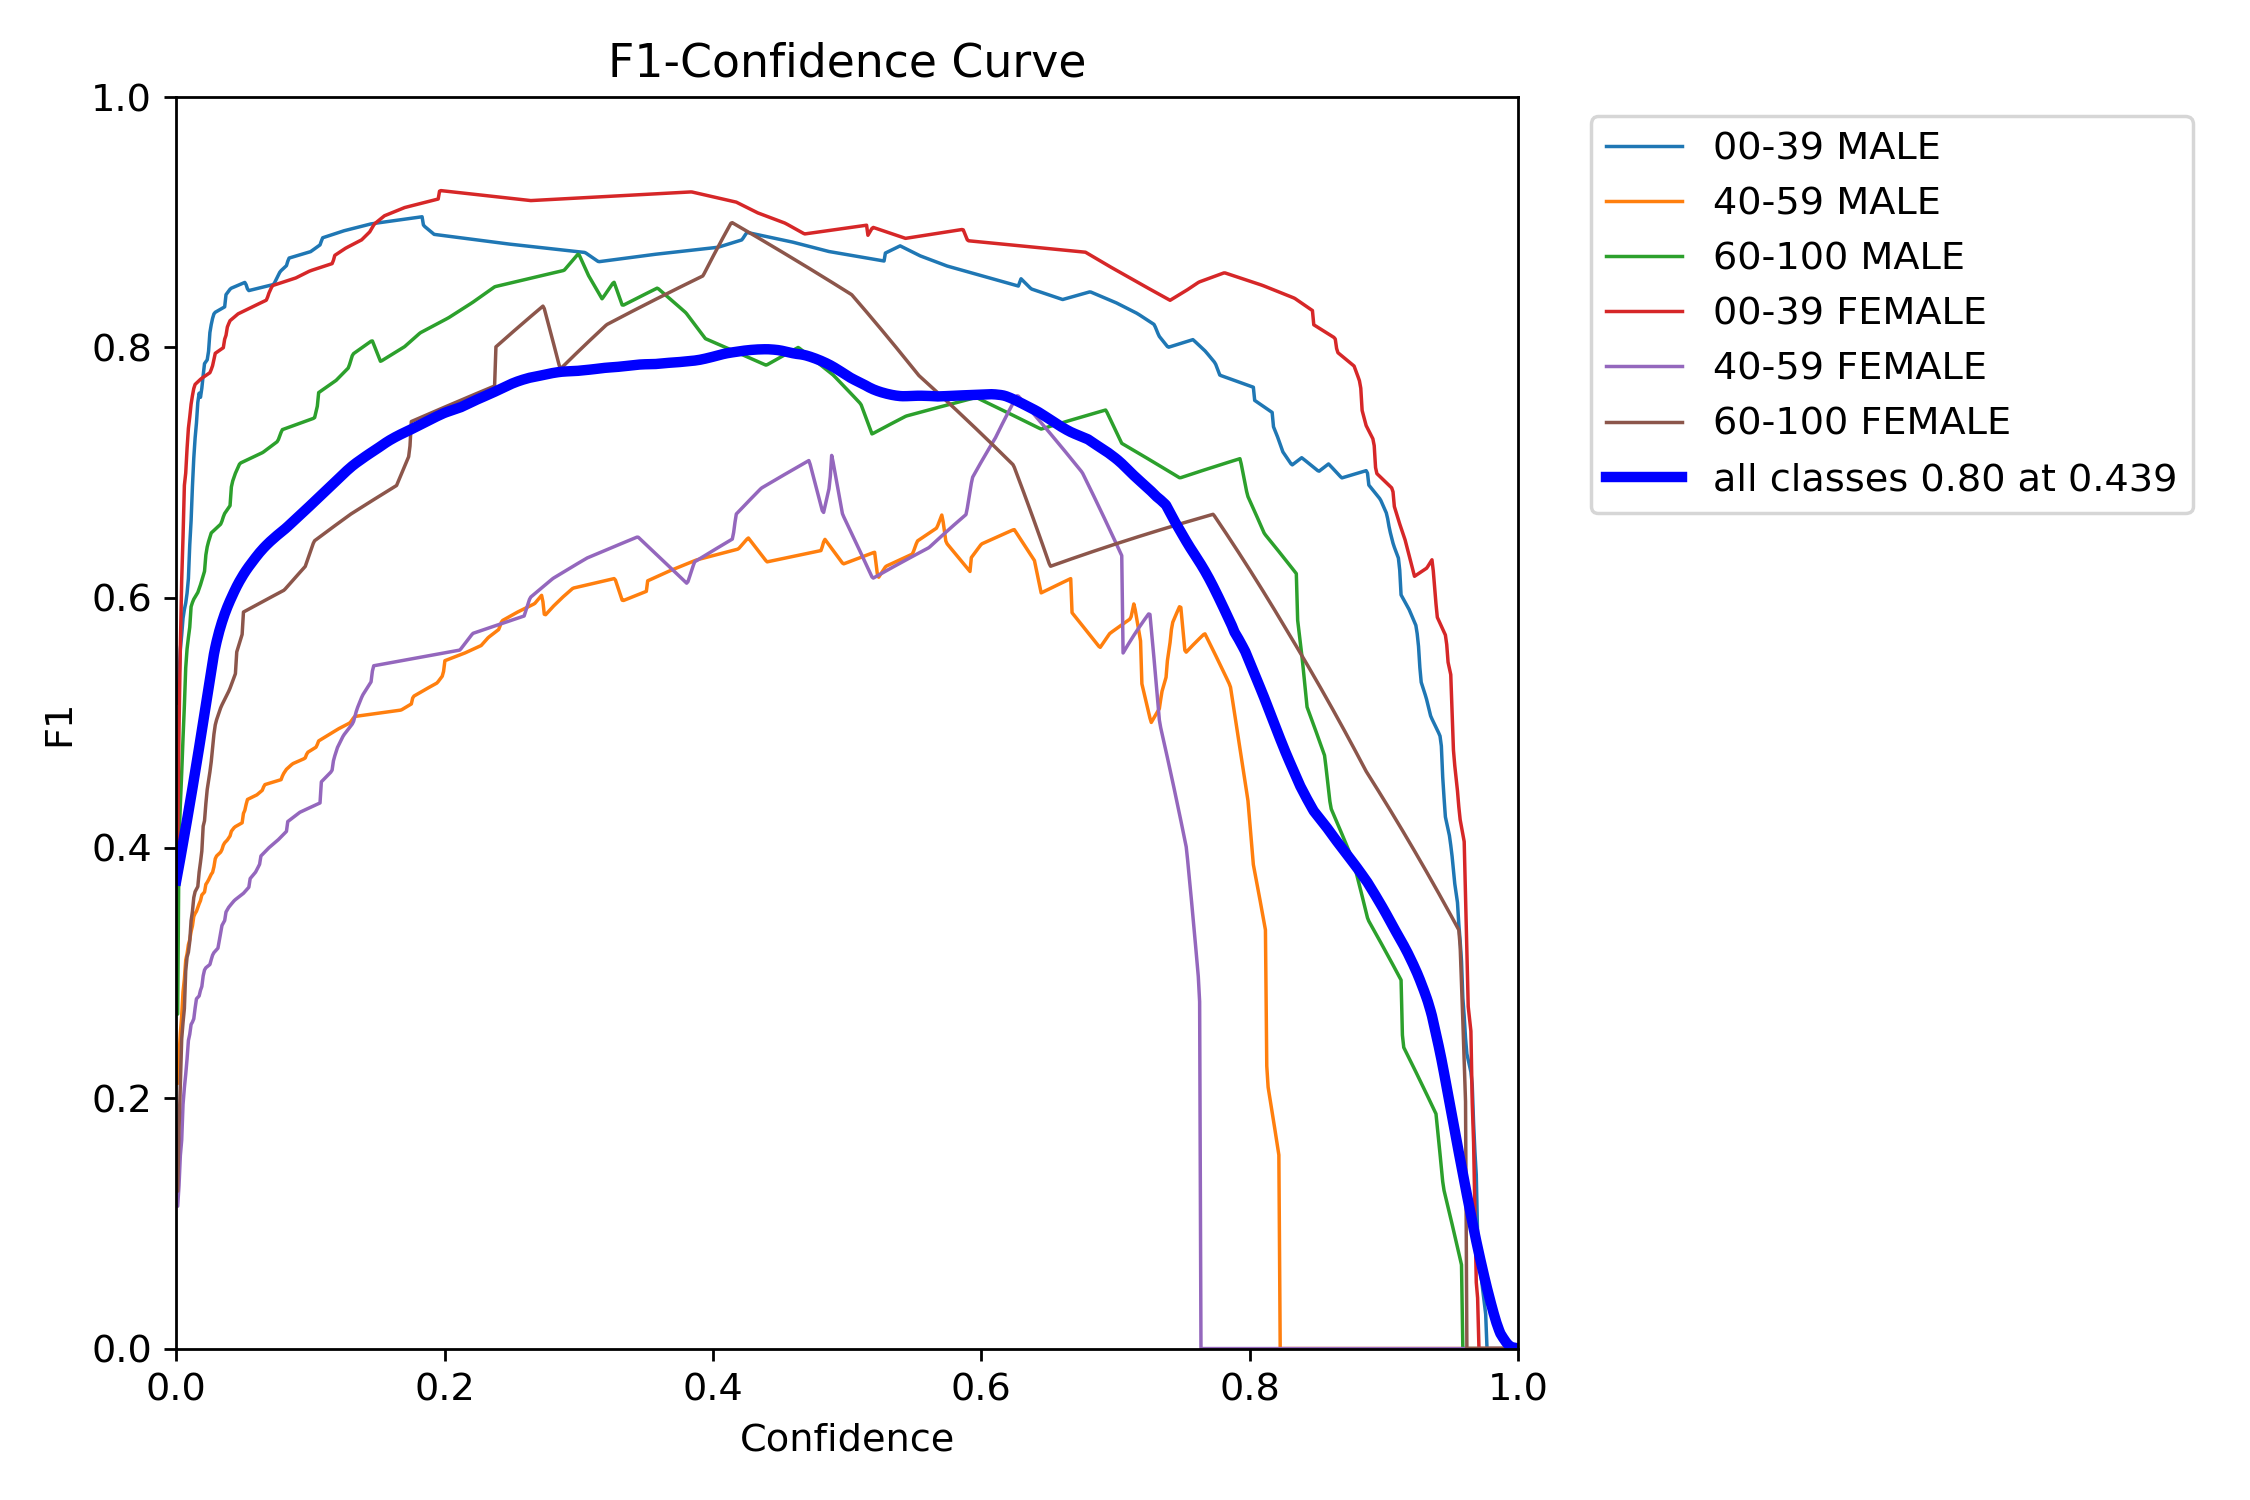 F1-Confidence Curve
1.0
0.8
0.6
0.4
0.2
0.0
F1
0.0 0.2 0.4 0.6 0.8 1.0
Confidence
00-39 MALE
40-59 MALE
60-100 MALE
00-39 FEMALE
40-59 FEMALE
60-100 FEMALE
all classes 0.80 at 0.439